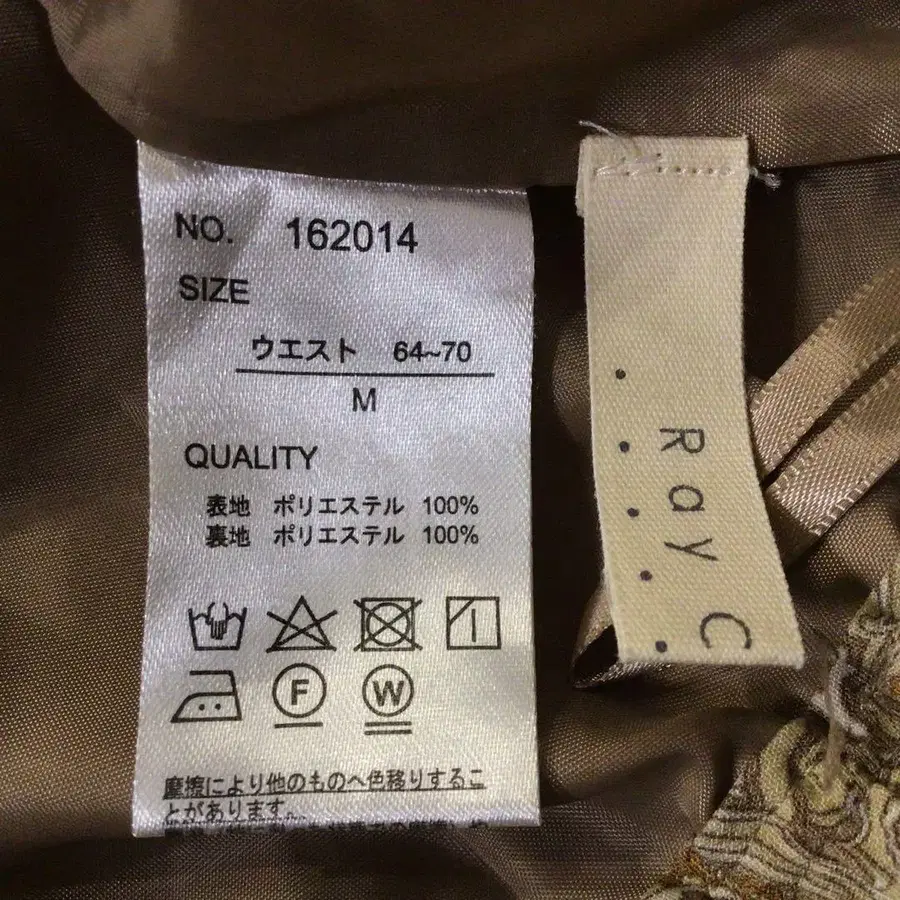 NO. 162014
SIZE
ウエスト 64~70
M
QUALITY
表地 ポリエステル 100%
裏地 ポリエステル 100%
F
W
摩擦により他のものへ色移りするこ
とがあります。
Ray C